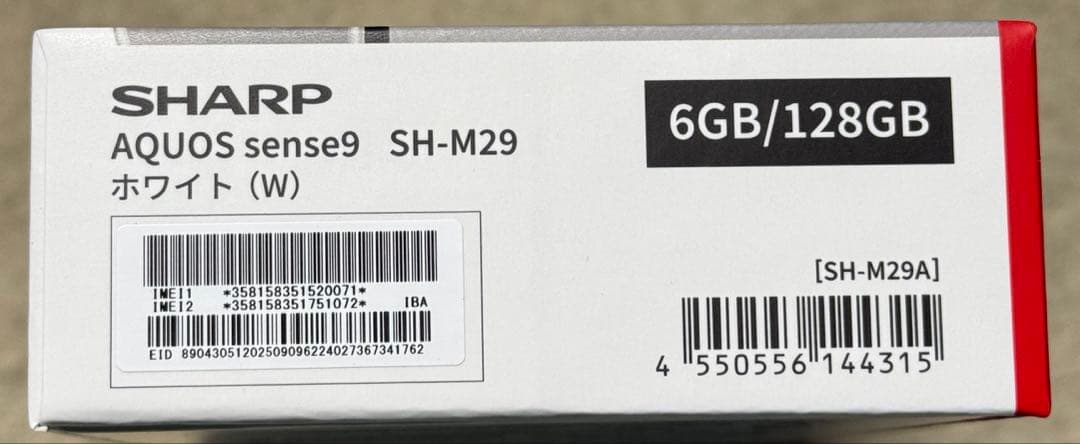 SHARP
AQUOS sense9 SH-M29
ホワイト（W）
6GB/128GB
IMEI1 *358158351520071*
IMEI2 *358158351751072* IBA
EID 89043051202509096224027367341762
[SH-M29A]
4 550556 144315